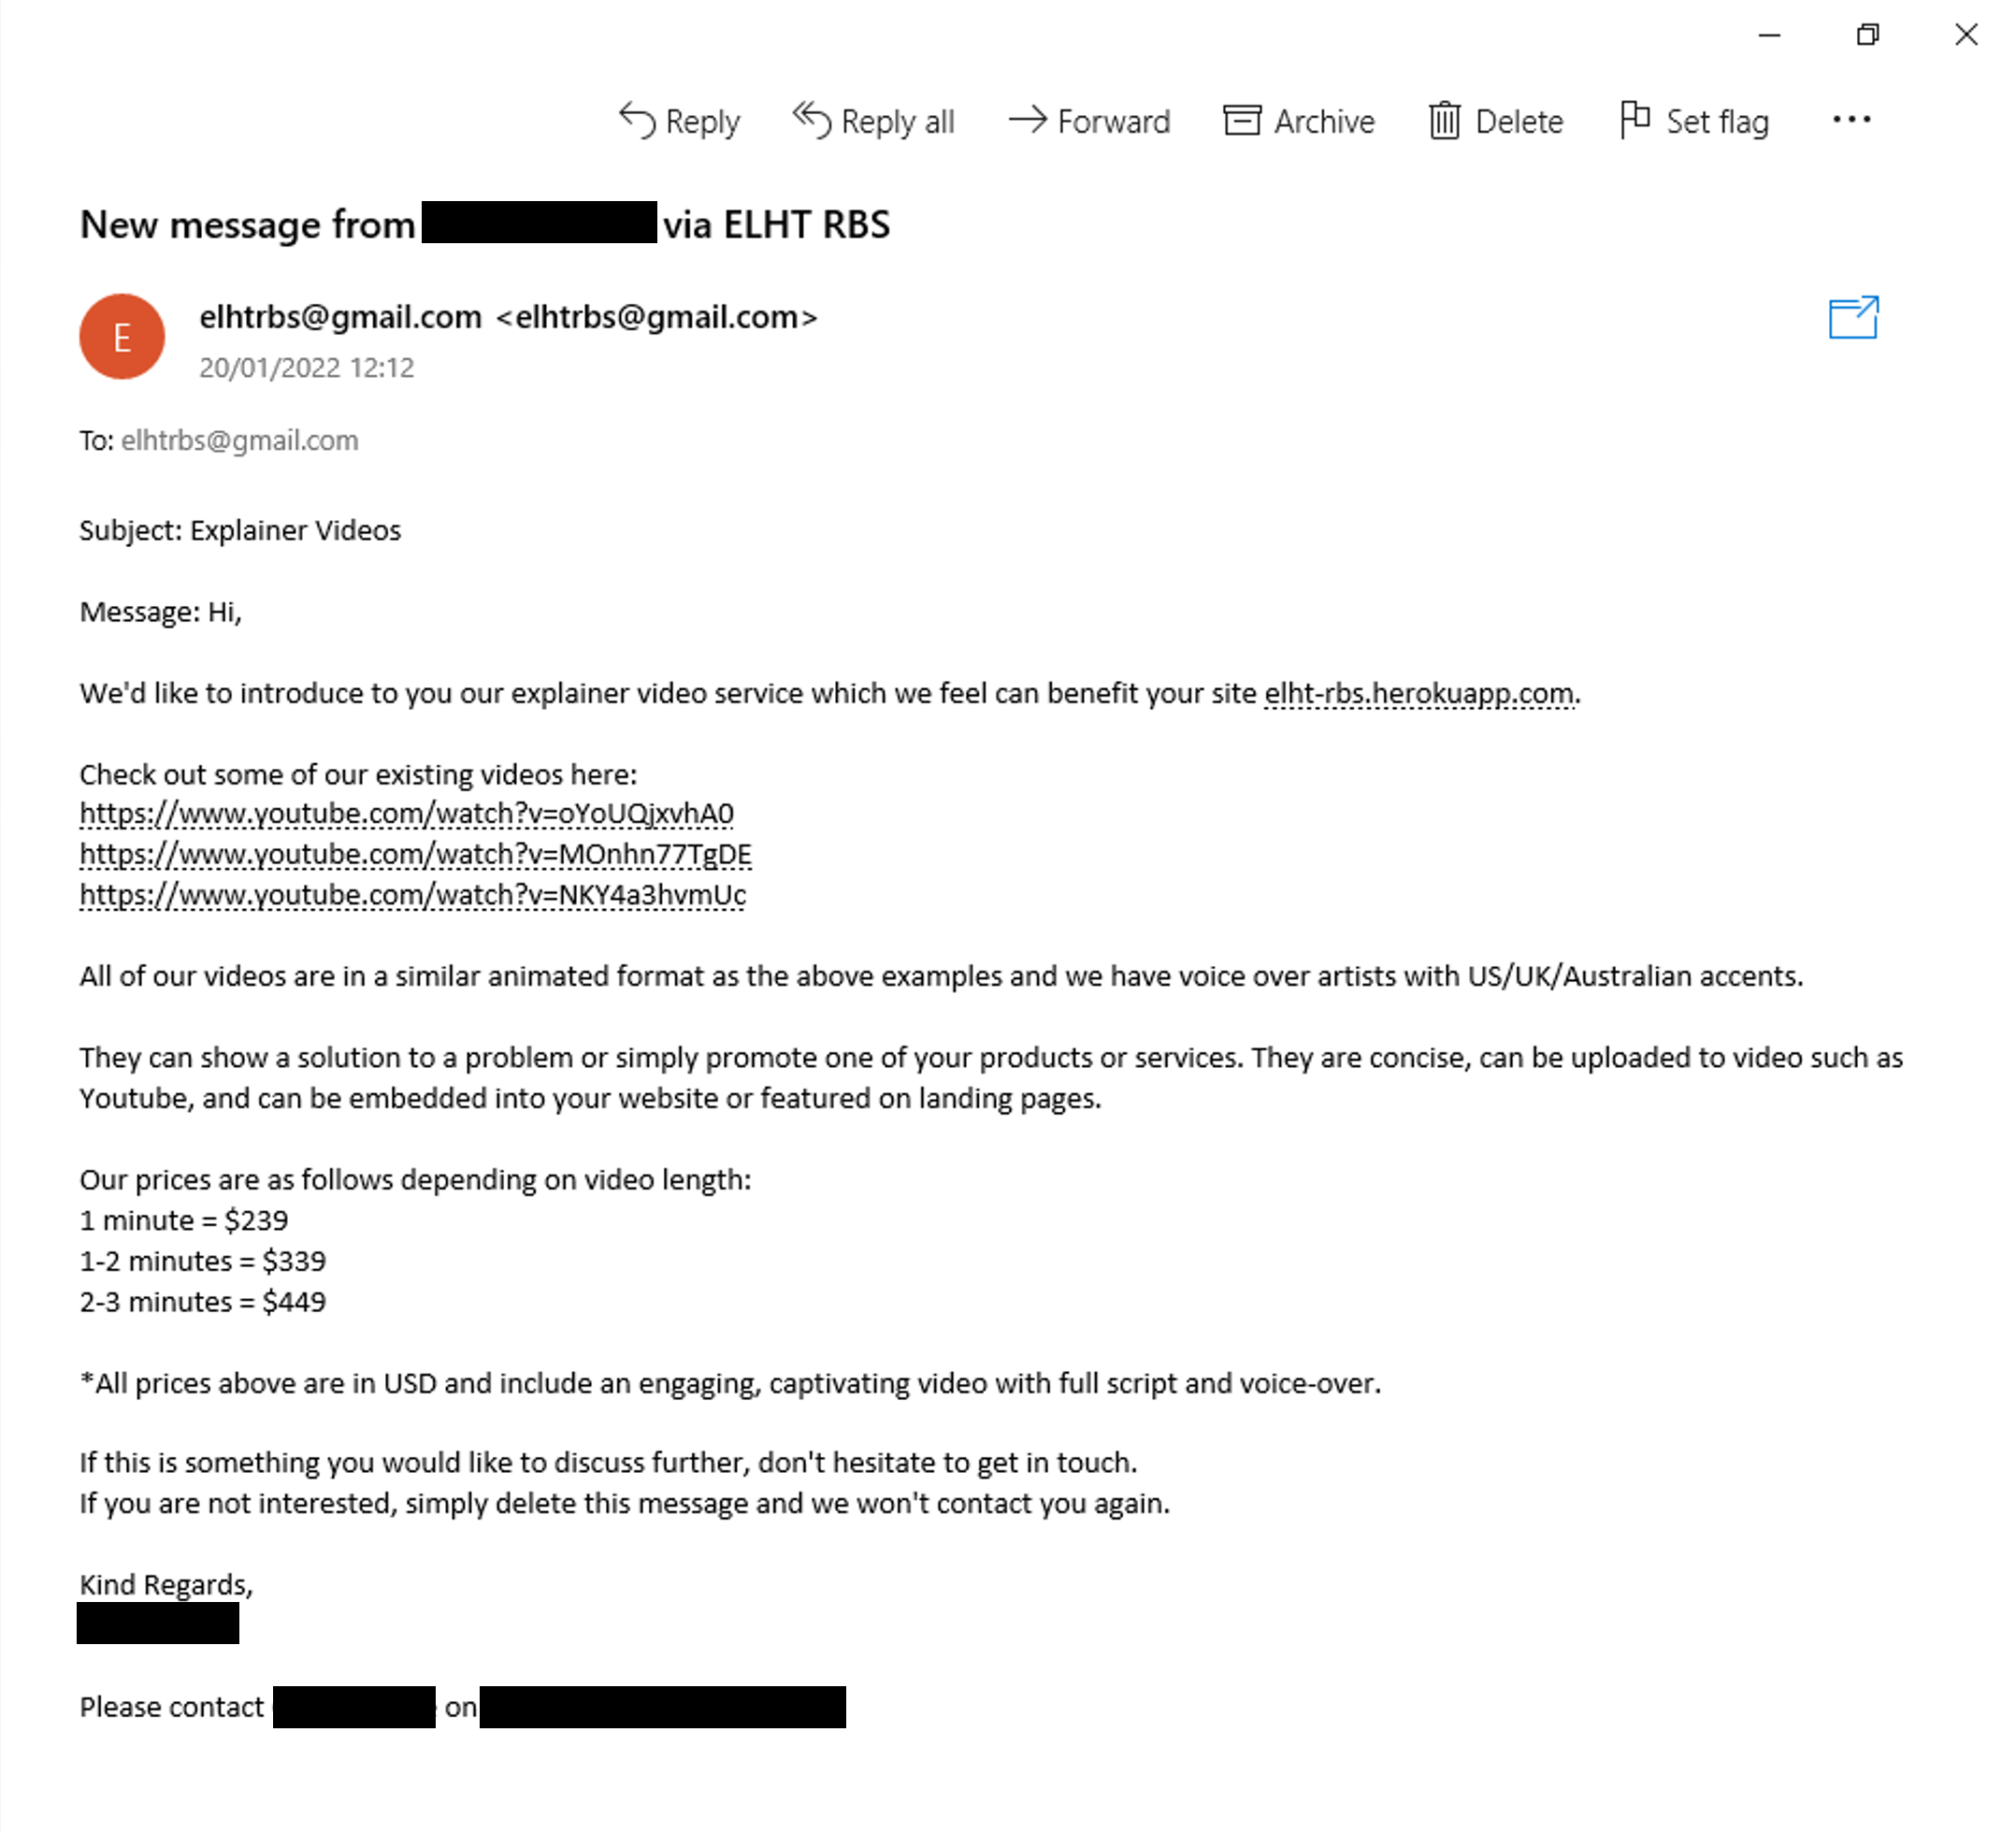 Reply Reply all Forward Archive Delete Set flag
New message from via ELHT RBS
E
elhtrbs@gmail.com <elhtrbs@gmail.com>
20/01/2022 12:12
To: elhtrbs@gmail.com
Subject: Explainer Videos
Message: Hi,
We'd like to introduce to you our explainer video service which we feel can benefit your site elht-rbs.herokuapp.com.
Check out some of our existing videos here:
https://www.youtube.com/watch?v=oYoUQjxvhA0
https://www.youtube.com/watch?v=MOnhn77TgDE
https://www.youtube.com/watch?v=NKY4a3hvmUc
All of our videos are in a similar animated format as the above examples and we have voice over artists with US/UK/Australian accents.
They can show a solution to a problem or simply promote one of your products or services. They are concise, can be uploaded to video such as
Youtube, and can be embedded into your website or featured on landing pages.
Our prices are as follows depending on video length:
1 minute = $239
1-2 minutes = $339
2-3 minutes = $449
*All prices above are in USD and include an engaging, captivating video with full script and voice-over.
If this is something you would like to discuss further, don't hesitate to get in touch.
If you are not interested, simply delete this message and we won't contact you again.
Kind Regards,
Please contact on